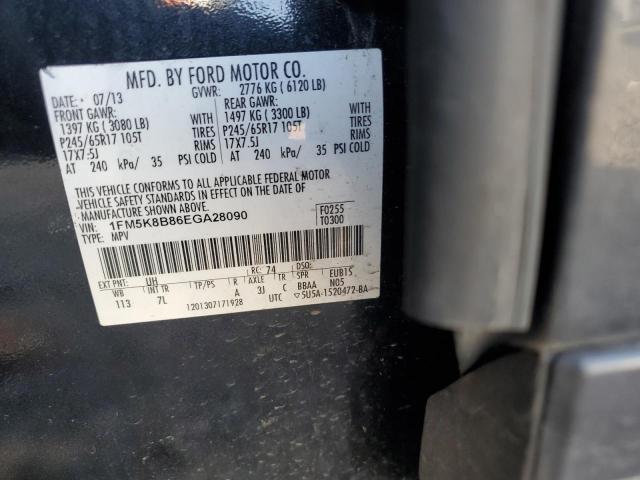 MFD. BY FORD MOTOR CO.
DATE: 07/13 GVWR: 2776 KG ( 6120 LB)
FRONT GAWR: REAR GAWR:
1397 KG ( 3080 LB) WITH 1497 KG ( 3300 LB) WITH
P245/65R17 105T TIRES P245/65R17 105T TIRES
17X7.5J RIMS 17X7.5J RIMS
AT 240 kPa/ 35 PSI COLD AT 240 kPa/ 35 PSI COLD
THIS VEHICLE CONFORMS TO ALL APPLICABLE FEDERAL MOTOR
VEHICLE SAFETY STANDARDS IN EFFECT ON THE DATE OF
MANUFACTURE SHOWN ABOVE.
VIN: 1FM5K8B86EGA28090 F0255
TYPE: MPV T0300
EXT PNT: UH RC: 74 DSO:
WB INT TR TP/PS R AXLE TR SPR EUB15
113 7L A 3J C BBAA N05
1201307171928 UTC ▽5U5A-1520472-BA